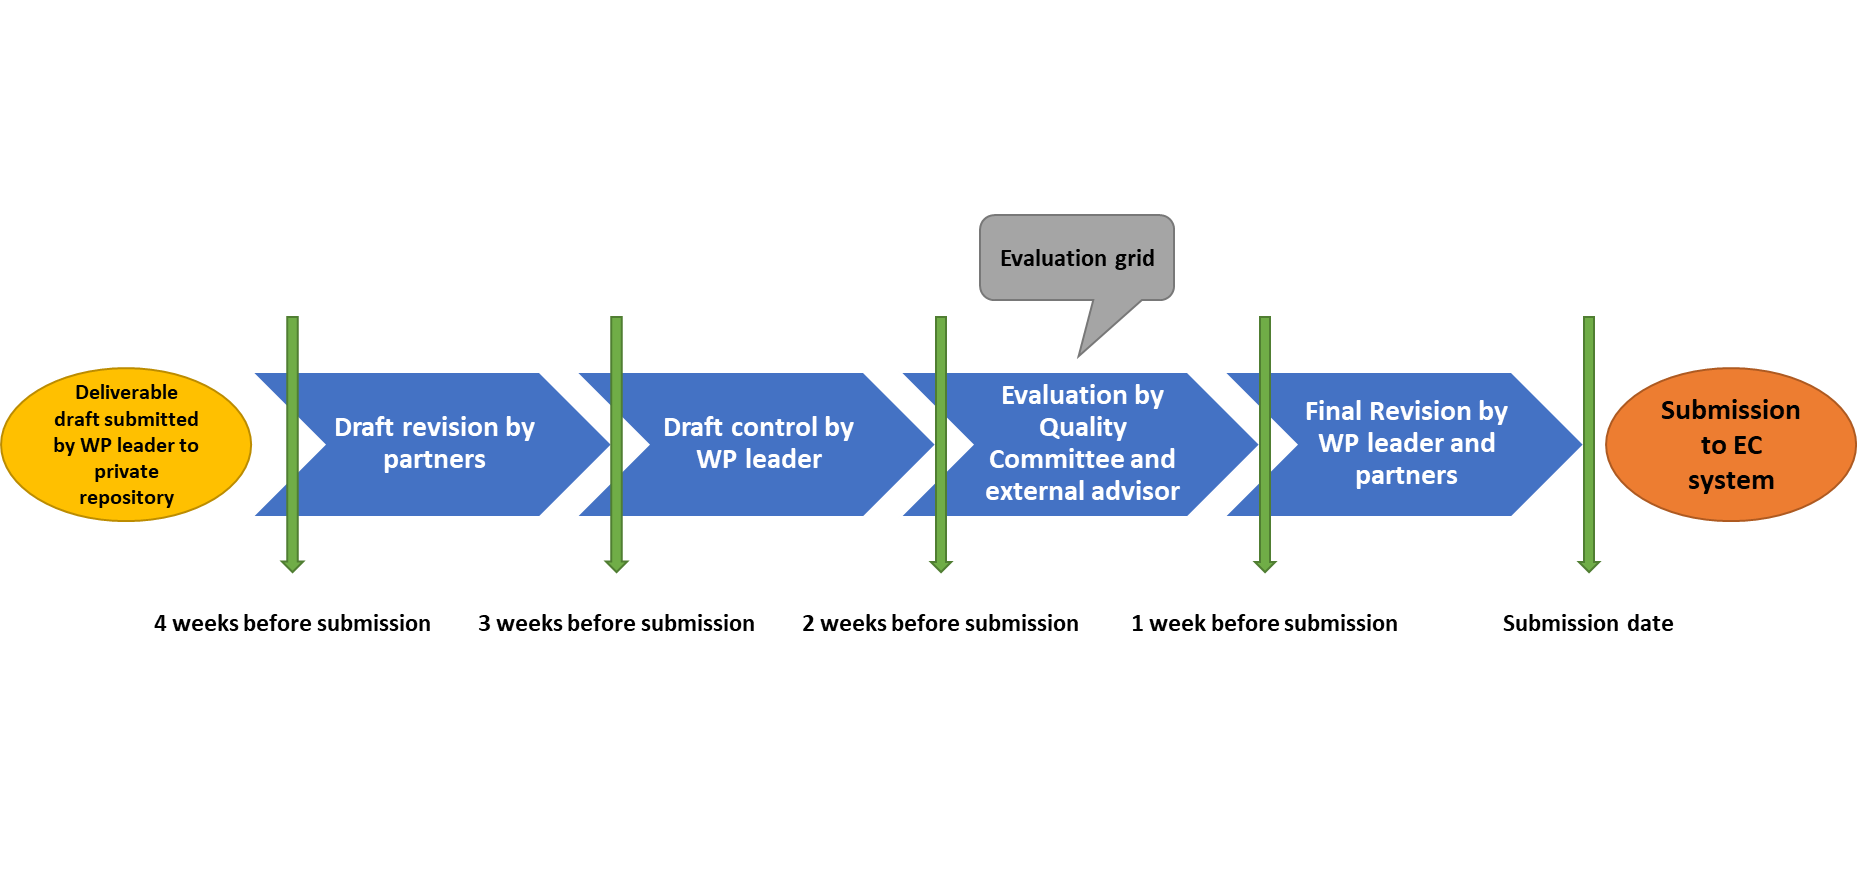 Evaluation grid
Deliverable
draft submitted
by WP leader to
private
repository
Draft revision by
partners
Draft control by
WP leader
Evaluation by
Quality
Committee and
external advisor
Final Revision by
WP leader and
partners
Submission
to EC
system
4 weeks before submission
3 weeks before submission
2 weeks before submission
1 week before submission
Submission date